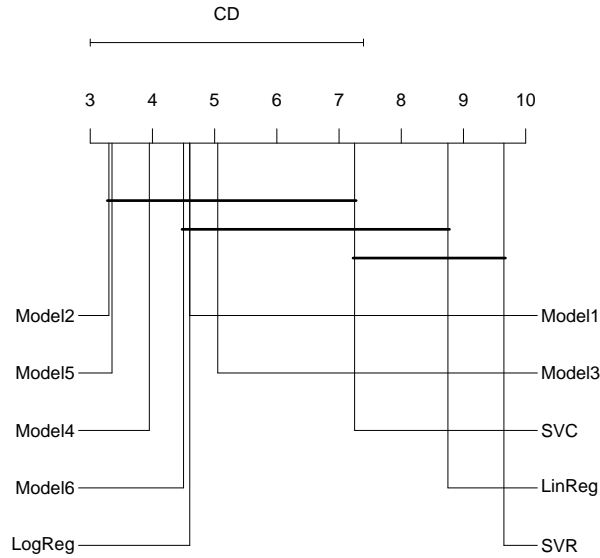 CD
3 4 5 6 7 8 9 10
Model2 Model1
Model5 Model3
Model4 SVC
Model6 LinReg
LogReg SVR